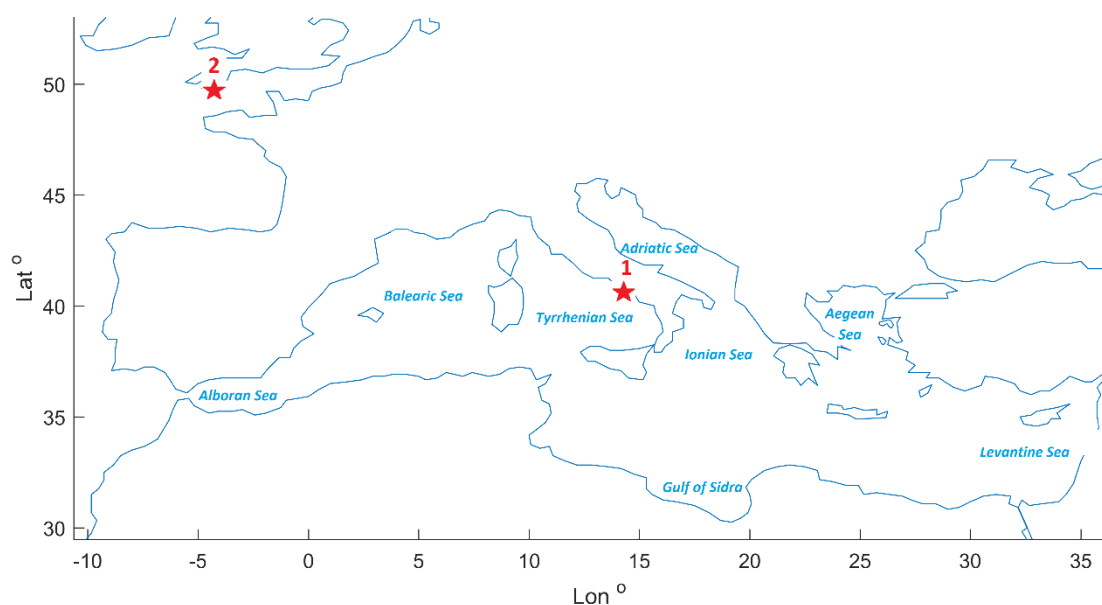 2
50
45
Adriatic Sea
1
Lat °
Balearic Sea
40
Tyrrhenian Sea
Aegean
Sea
Ionian Sea
Alboran Sea
35
Levantine Sea
Gulf of Sidra
30
-10 -5 0 5 10 15 20 25 30 35
Lon °